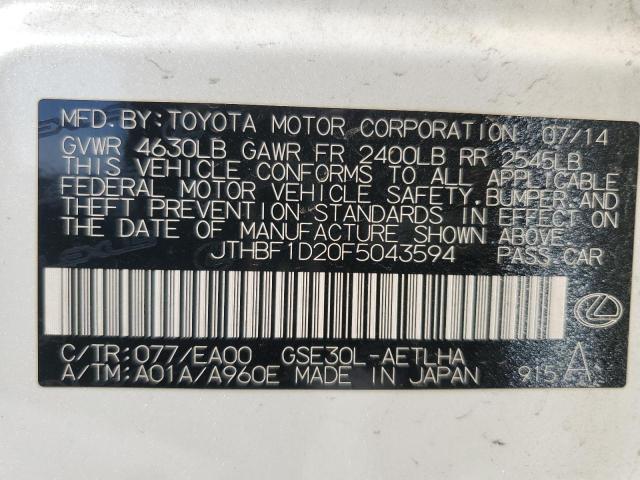 MFD.BY:TOYOTA MOTOR CORPORATION 07/14
GVWR 4630LB GAWR FR 2400LB RR 2545LB
THIS VEHICLE CONFORMS TO ALL APPLICABLE
FEDERAL MOTOR VEHICLE SAFETY,BUMPER,AND
THEFT PREVENTION STANDARDS IN EFFECT ON
THE DATE OF MANUFACTURE SHOWN ABOVE.
JTHBF1D20F5043594 PASS.CAR
C/TR:077/EA00 GSE30L-AETLHA A
A/TM:A01A/A960E MADE IN JAPAN